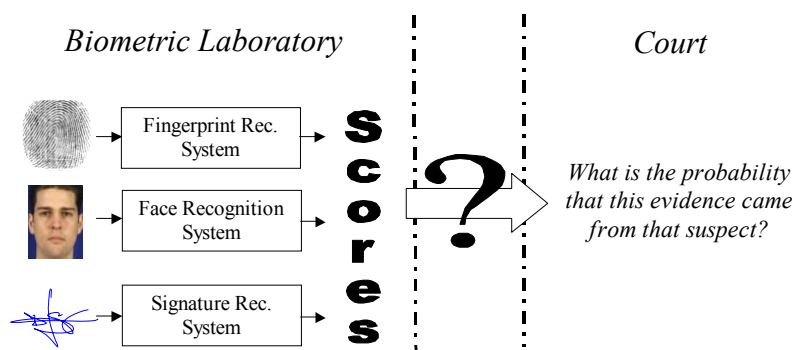 Biometric Laboratory
Court
Fingerprint Rec.
System
Face Recognition
System
Signature Rec.
System
Scores
?
What is the probability
that this evidence came
from that suspect?